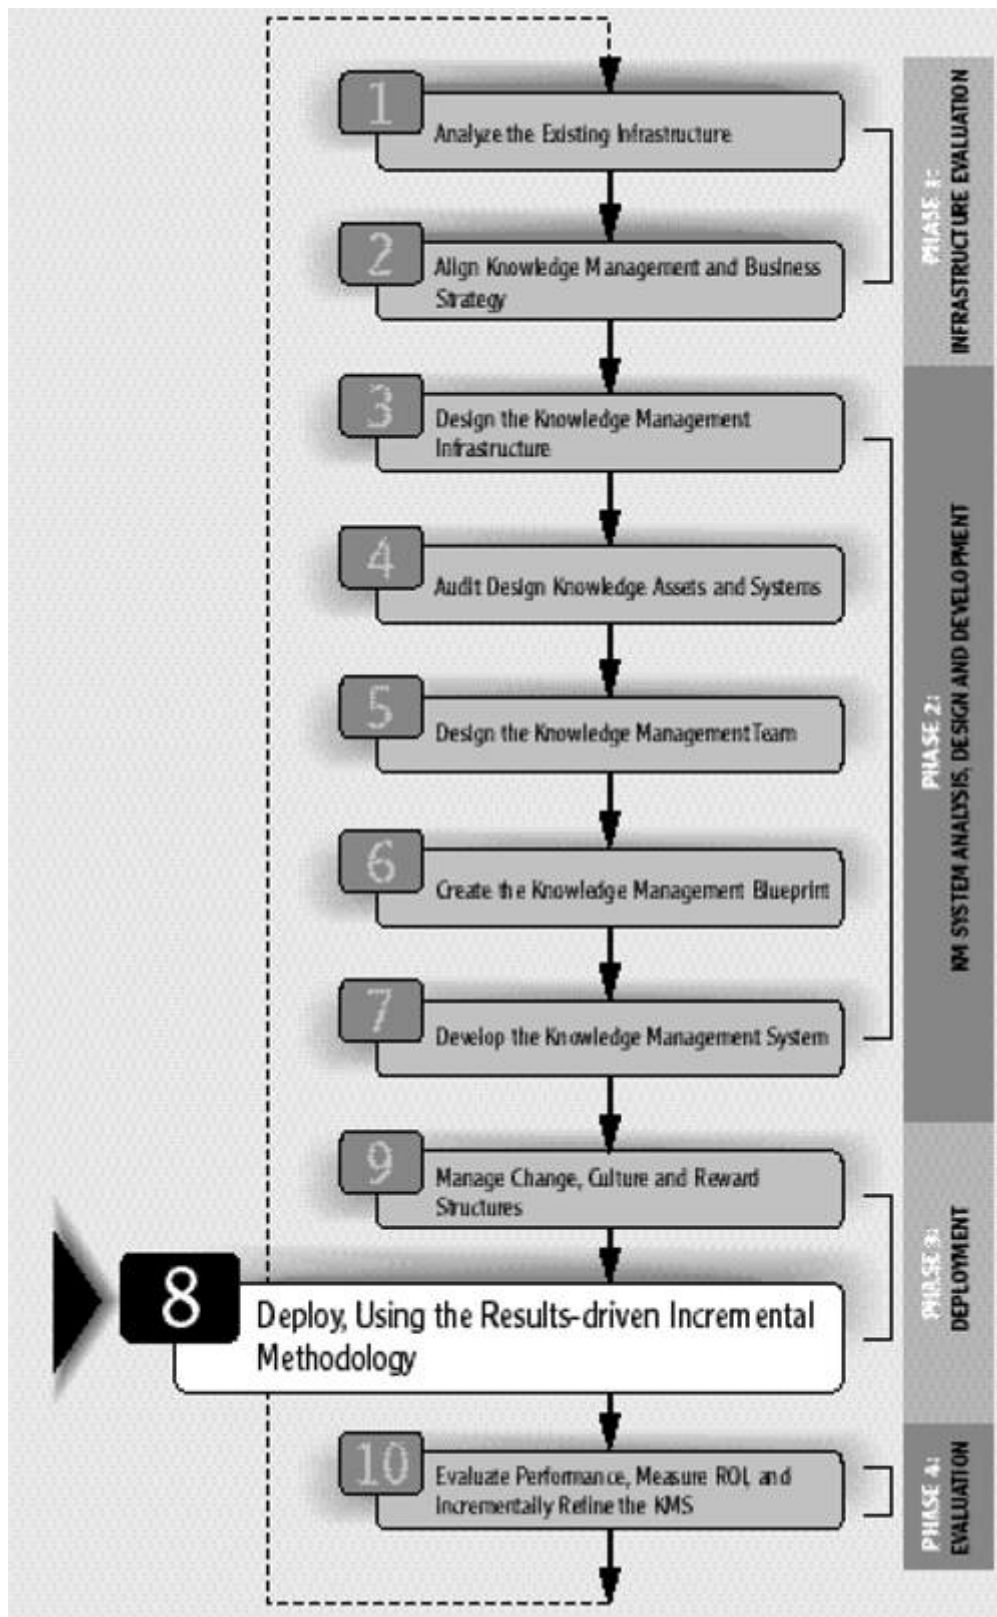 1
Analyze the Existing Infrastructure
2
Align Knowledge Management and Business
Strategy
PHASE 1:
INFRASTRUCTURE EVALUATION
3
Design the Knowledge Management
Infrastructure
4
Audit Design Knowledge Assets and Systems
5
Design the Knowledge Management Team
6
Create the Knowledge Management Blueprint
7
Develop the Knowledge Management System
PHASE 2:
KM SYSTEM ANALYSIS, DESIGN AND DEVELOPMENT
9
Manage Change, Culture and Reward
Structures
8
Deploy, Using the Results-driven Incremental
Methodology
PHASE 3:
DEPLOYMENT
10
Evaluate Performance, Measure ROI, and
Incrementally Refine the KMS
PHASE 4:
EVALUATION